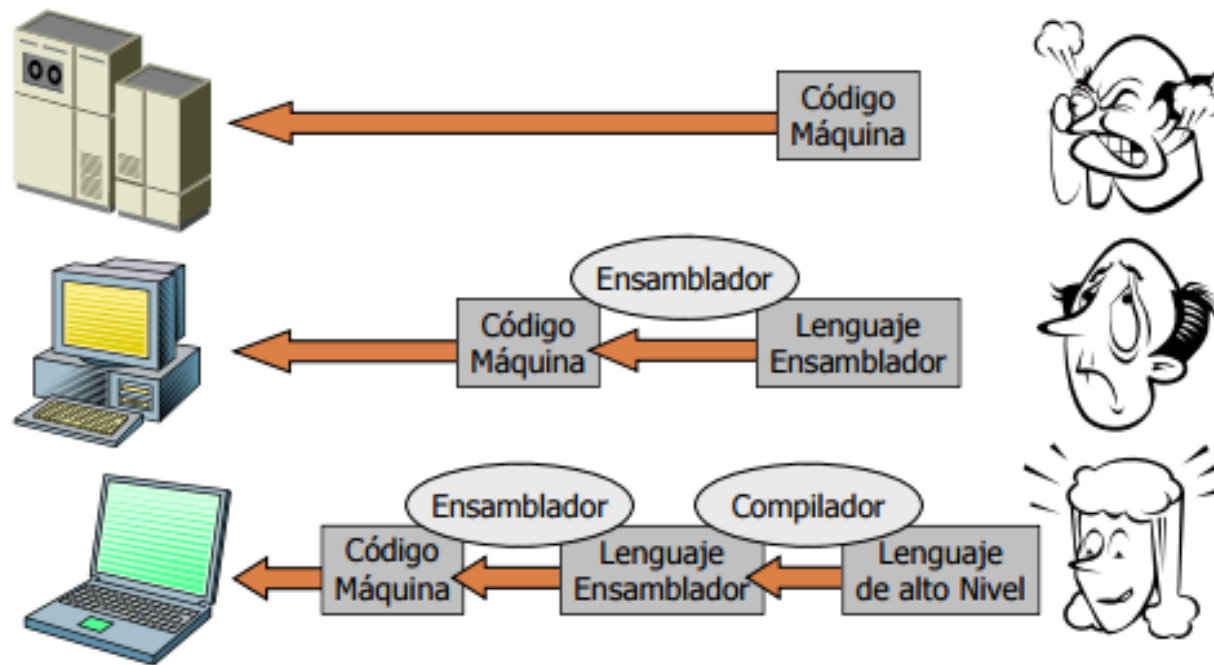 Código
Máquina
Ensamblador
Código
Máquina
Lenguaje
Ensamblador
Ensamblador
Compilador
Código
Máquina
Lenguaje
Ensamblador
Lenguaje
de alto Nivel